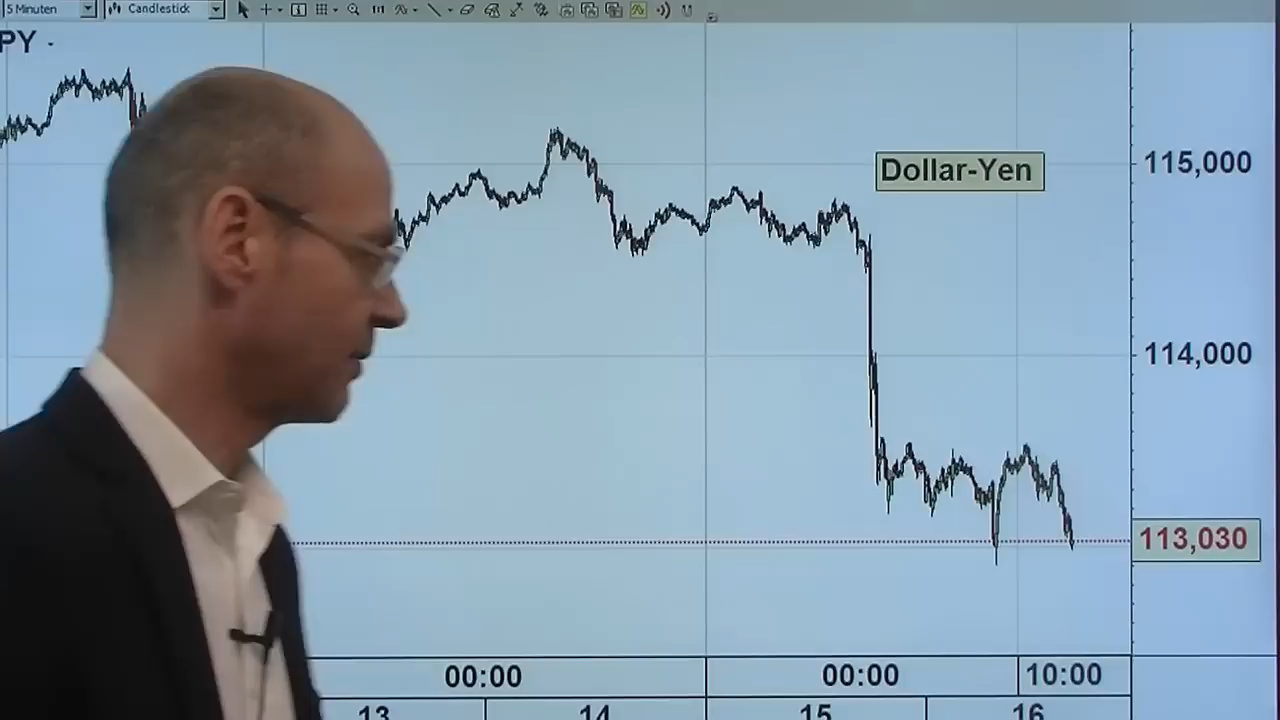 5 Minuten
Candlestick
PY -
Dollar-Yen
115,000
114,000
113,030
00:00
00:00
10:00
13
14
15
16